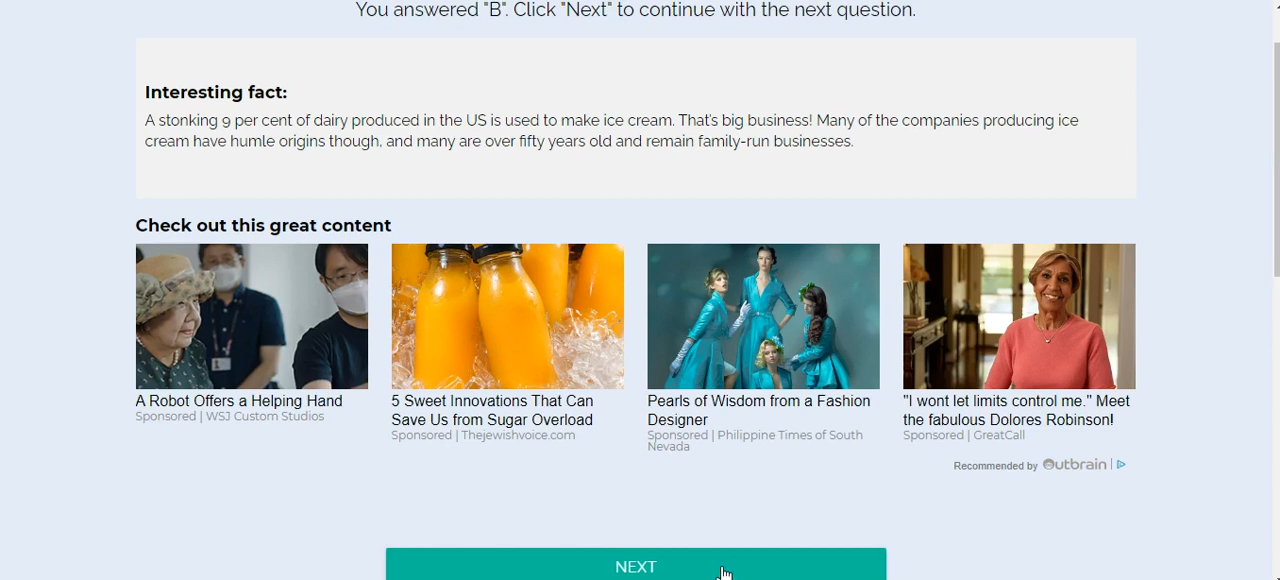 You answered "B". Click "Next" to continue with the next question.
Interesting fact:
A stonking 9 per cent of dairy produced in the US is used to make ice cream. That's big business! Many of the companies producing ice
cream have humle origins though, and many are over fifty years old and remain family-run businesses.
Check out this great content
A Robot Offers a Helping Hand
Sponsored | WSJ Custom Studios
5 Sweet Innovations That Can
Save Us from Sugar Overload
Sponsored | Thejewishvoice.com
Pearls of Wisdom from a Fashion
Designer
Sponsored | Philippine Times of South
Nevada
"I wont let limits control me." Meet
the fabulous Dolores Robinson!
Sponsored | GreatCall
Recommended by Outbrain |
NEXT